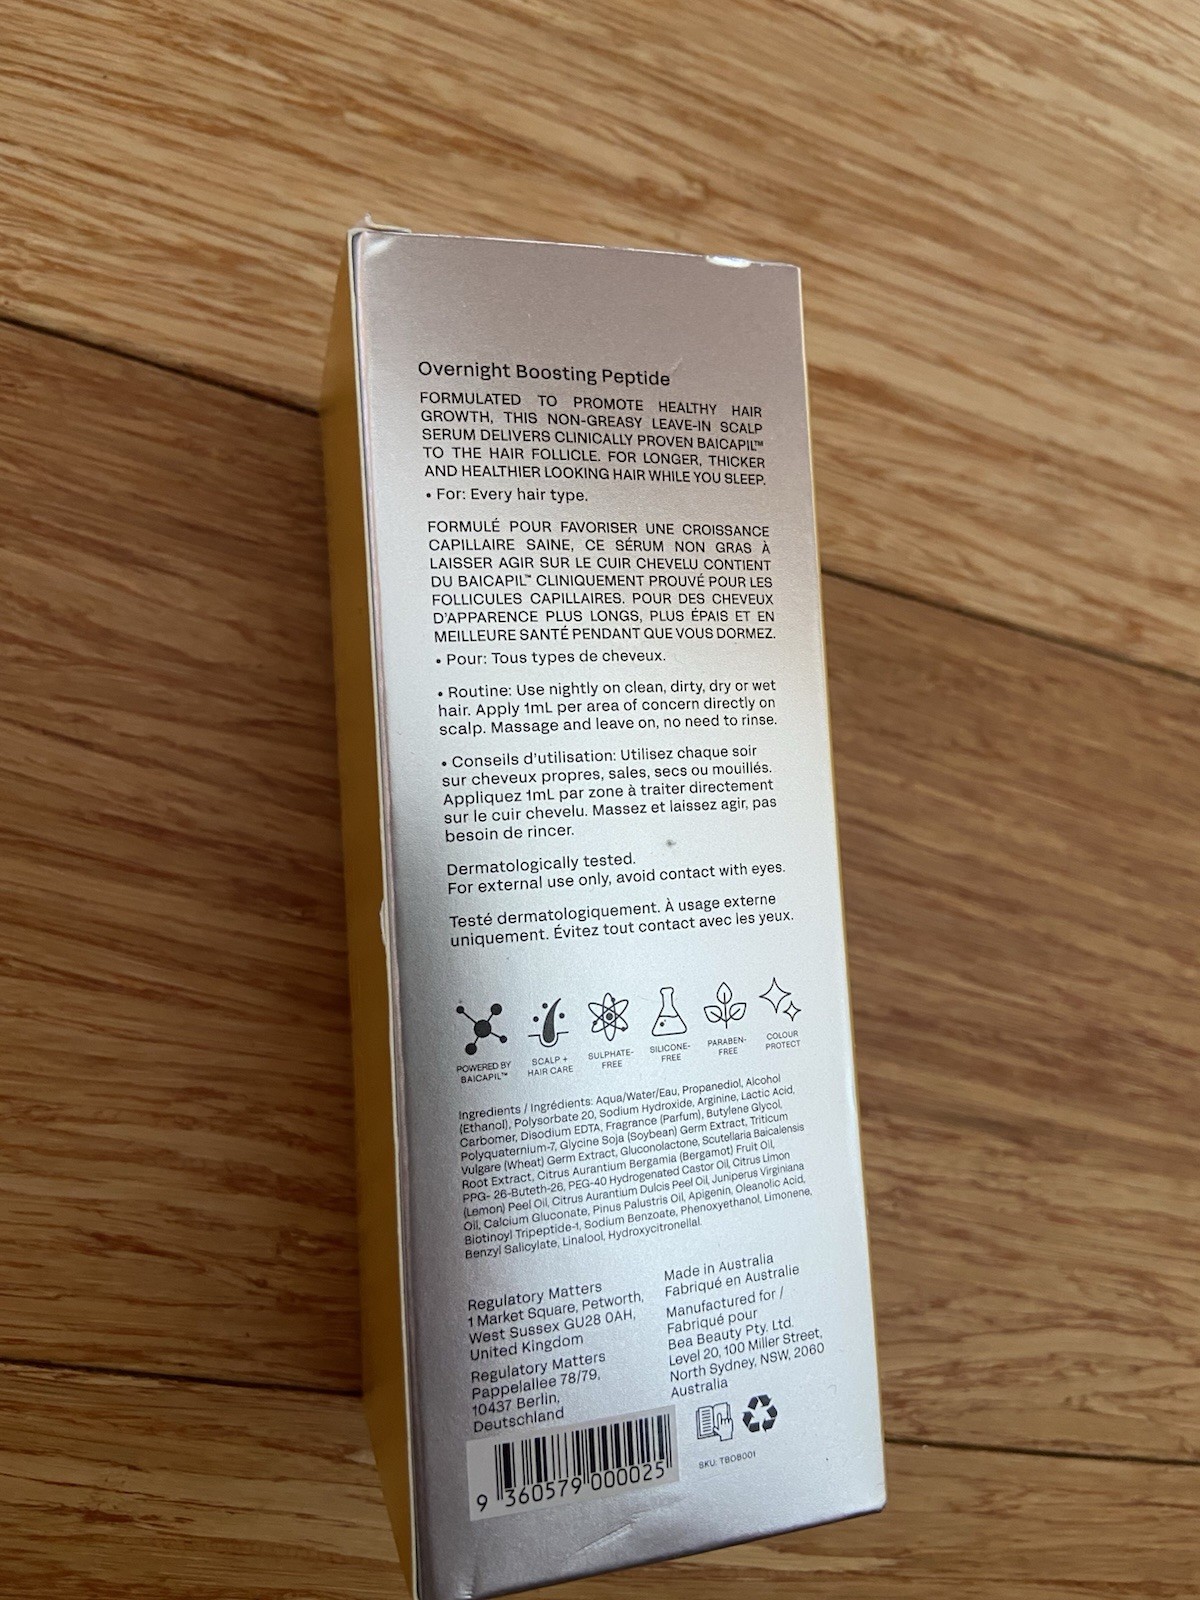 Overnight Boosting Peptide
FORMULATED TO PROMOTE HEALTHY HAIR
GROWTH, THIS NON-GREASY LEAVE-IN SCALP
SERUM DELIVERS CLINICALLY PROVEN BAICAPIL™
TO THE HAIR FOLLICLE. FOR LONGER, THICKER
AND HEALTHIER LOOKING HAIR WHILE YOU SLEEP.
• For: Every hair type.
FORMULÉ POUR FAVORISER UNE CROISSANCE
CAPILLAIRE SAINE, CE SÉRUM NON GRAS À
LAISSER AGIR SUR LE CUIR CHEVELU CONTIENT
DU BAICAPIL™ CLINIQUEMENT PROUVÉ POUR LES
FOLLICULES CAPILLAIRES. POUR DES CHEVEUX
D'APPARENCE PLUS LONGS, PLUS ÉPAIS ET EN
MEILLEURE SANTÉ PENDANT QUE VOUS DORMEZ.
• Pour: Tous types de cheveux.
• Routine: Use nightly on clean, dirty, dry or wet
hair. Apply 1mL per area of concern directly on
scalp. Massage and leave on, no need to rinse.
• Conseils d'utilisation: Utilisez chaque soir
sur cheveux propres, sales, secs ou mouillés.
Appliquez 1mL par zone à traiter directement
sur le cuir chevelu. Massez et laissez agir, pas
besoin de rincer.
Dermatologically tested.
For external use only, avoid contact with eyes.
Testé dermatologiquement. À usage externe
uniquement. Évitez tout contact avec les yeux.
POWERED BY
BAICAPIL™
SCALP +
HAIR CARE
SULPHATE-
FREE
SILICONE-
FREE
PARABEN-
FREE
COLOUR
PROTECT
Ingredients / Ingrédients: Aqua/Water/Eau, Propanediol, Alcohol
(Ethanol), Polysorbate 20, Sodium Hydroxide, Arginine, Lactic Acid,
Carbomer, Disodium EDTA, Fragrance (Parfum), Butylene Glycol,
Polyquaternium-7, Glycine Soja (Soybean) Germ Extract, Triticum
Vulgare (Wheat) Germ Extract, Gluconolactone, Scutellaria Baicalensis
Root Extract, Citrus Aurantium Bergamia (Bergamot) Fruit Oil,
PPG- 26-Buteth-26, PEG-40 Hydrogenated Castor Oil, Citrus Limon
(Lemon) Peel Oil, Citrus Aurantium Dulcis Peel Oil, Juniperus Virginiana
Oil, Calcium Gluconate, Pinus Palustris Oil, Apigenin, Oleanolic Acid,
Biotinoyl Tripeptide-1, Sodium Benzoate, Phenoxyethanol, Limonene,
Benzyl Salicylate, Linalool, Hydroxycitronellal.
Regulatory Matters
1 Market Square, Petworth,
West Sussex GU28 0AH,
United Kingdom
Regulatory Matters
Pappelallee 78/79,
10437 Berlin,
Deutschland
Made in Australia
Fabriqué en Australie
Manufactured for /
Fabriqué pour
Bea Beauty Pty. Ltd.
Level 20, 100 Miller Street,
North Sydney, NSW, 2060
Australia
SKU: TBOB001
9 360579 000025